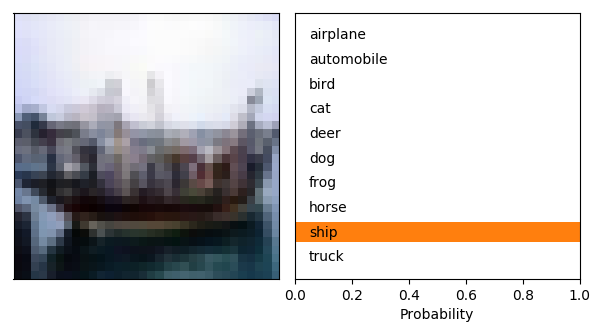 airplane
automobile
bird
cat
deer
dog
frog
horse
ship
truck
0.0 0.2 0.4 0.6 0.8 1.0
Probability